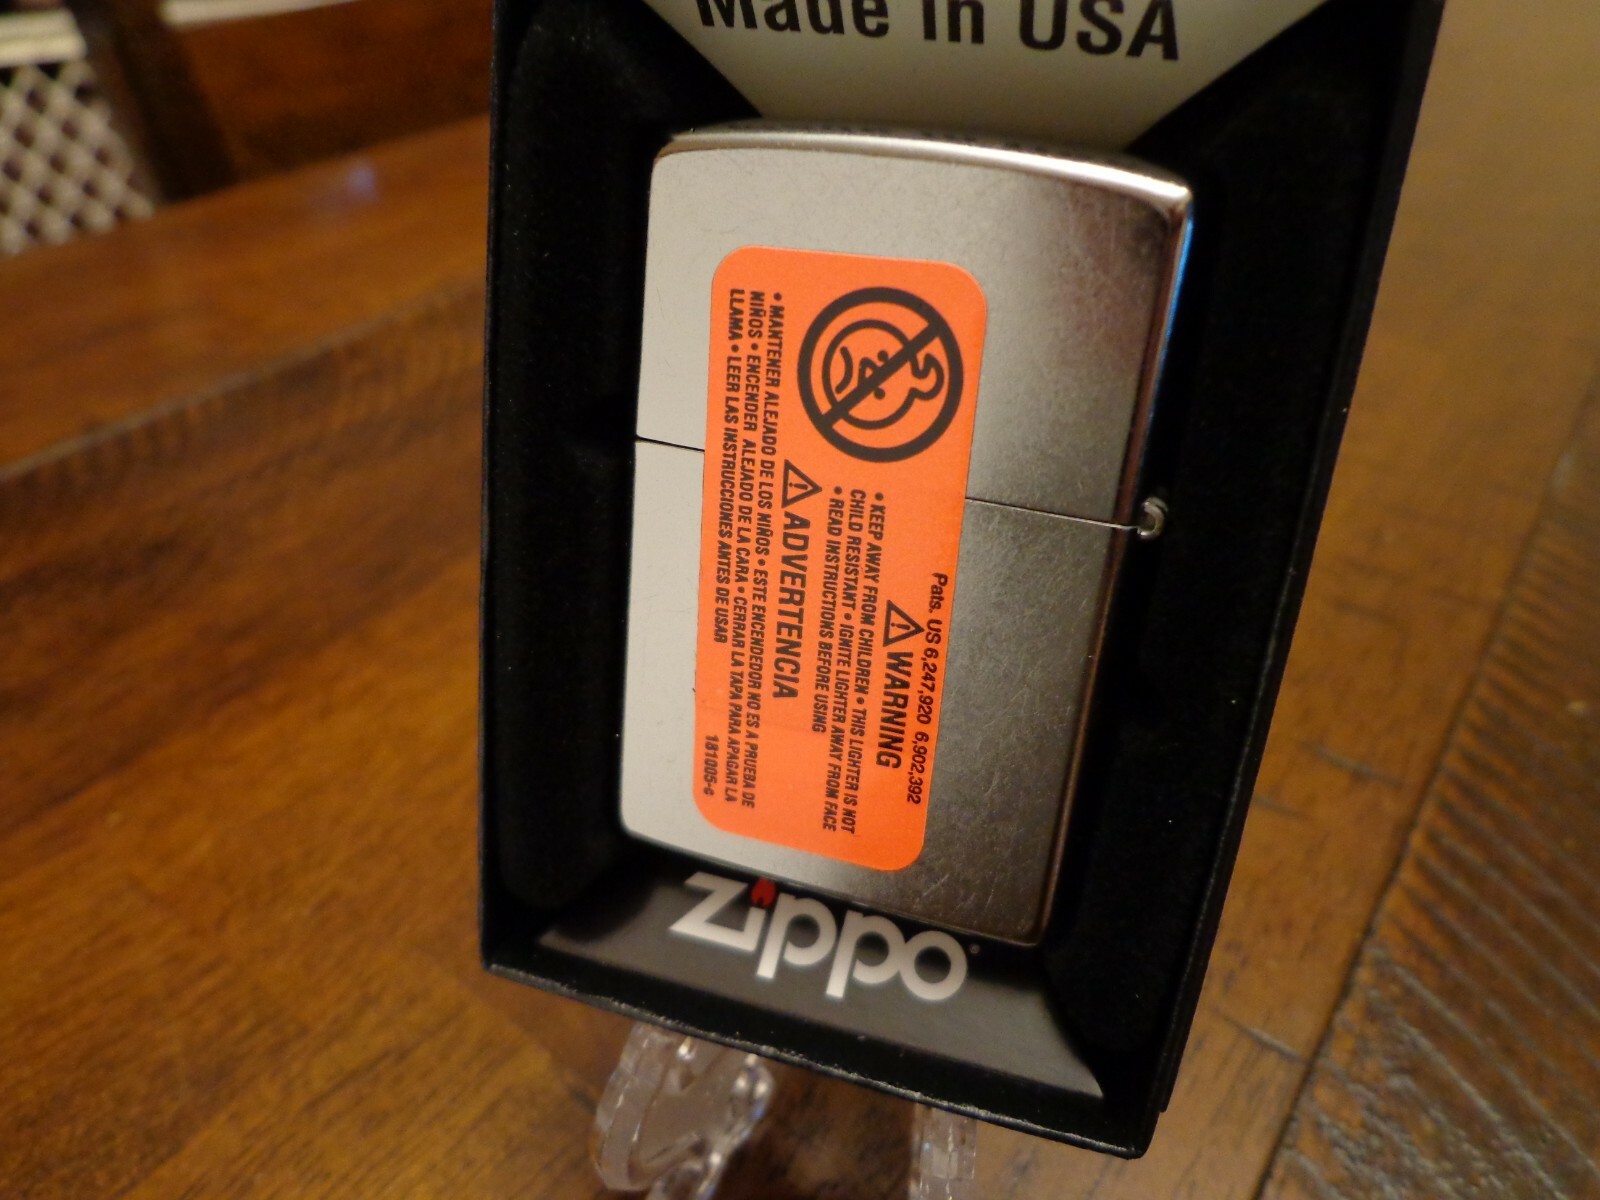 Made in USA
Pats. US 6,247,920 6,902,392
WARNING
• KEEP AWAY FROM CHILDREN • THIS LIGHTER IS NOT
CHILD RESISTANT • IGNITE LIGHTER AWAY FROM FACE
• READ INSTRUCTIONS BEFORE USING
ADVERTENCIA
• MANTENER ALEJADO DE LOS NIÑOS • ESTE ENCENDEDOR NO ES A PRUEBA DE
NIÑOS • ENCENDER ALEJADO DE LA CARA • CERRAR LA TAPA PARA APAGAR LA
LLAMA • LEER LAS INSTRUCCIONES ANTES DE USAR
181005-c
zippo